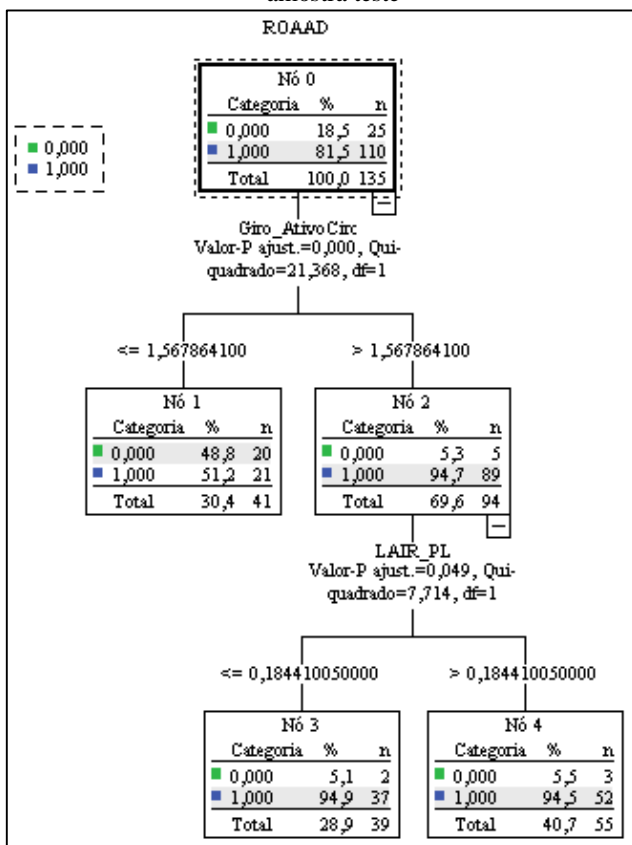 amostra teste
ROAAD
0,000
1,000
Nó 0
Categoria % n
0,000 18,5 25
1,000 81,5 110
Total 100,0 135
Giro_AtivoCirc
Valor-P ajust.=0,000, Qui-
quadrado=21,368, df=1
<= 1,567864100
> 1,567864100
Nó 1
Categoria % n
0,000 48,8 20
1,000 51,2 21
Total 30,4 41
Nó 2
Categoria % n
0,000 5,3 5
1,000 94,7 89
Total 69,6 94
LAIR_PL
Valor-P ajust.=0,049, Qui-
quadrado=7,714, df=1
<= 0,184410050000
> 0,184410050000
Nó 3
Categoria % n
0,000 5,1 2
1,000 94,9 37
Total 28,9 39
Nó 4
Categoria % n
0,000 5,5 3
1,000 94,5 52
Total 40,7 55